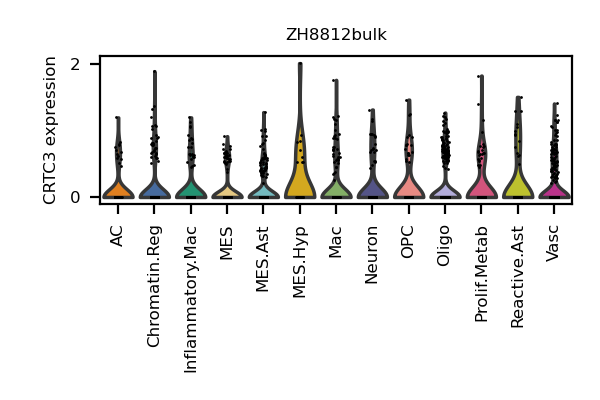 ZH8812bulk
CRTC3 expression
2
0
AC
Chromatin.Reg
Inflammatory.Mac
MES
MES.Ast
MES.Hyp
Mac
Neuron
OPC
Oligo
Prolif.Metab
Reactive.Ast
Vasc